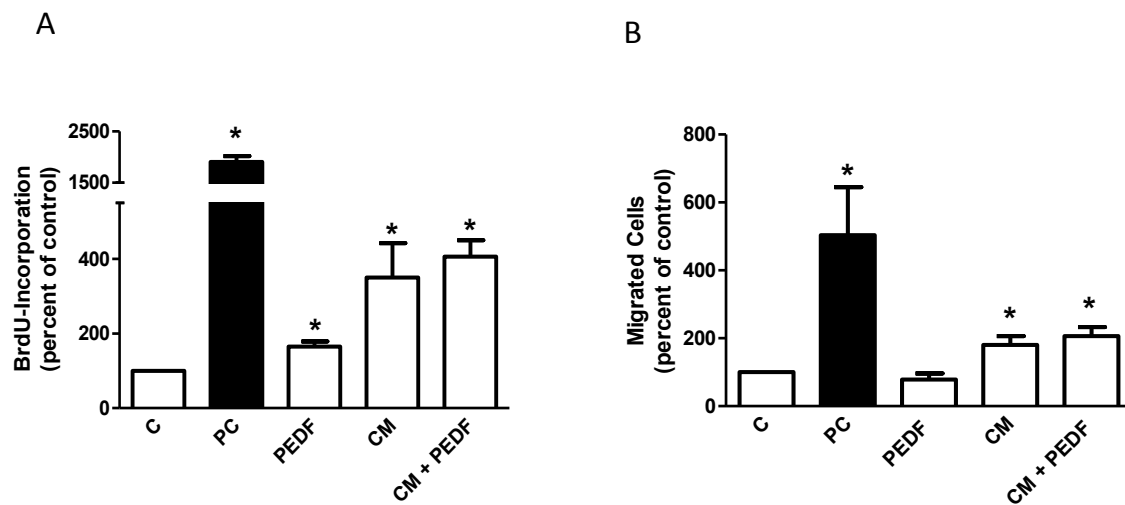 A
BrdU-Incorporation
(percent of control)
2500
1500
400
200
0
*
*
*
*
C
PC
PEDF
CM
CM + PEDF
B
Migrated Cells
(percent of control)
800
600
400
200
0
*
*
*
C
PC
PEDF
CM
CM + PEDF